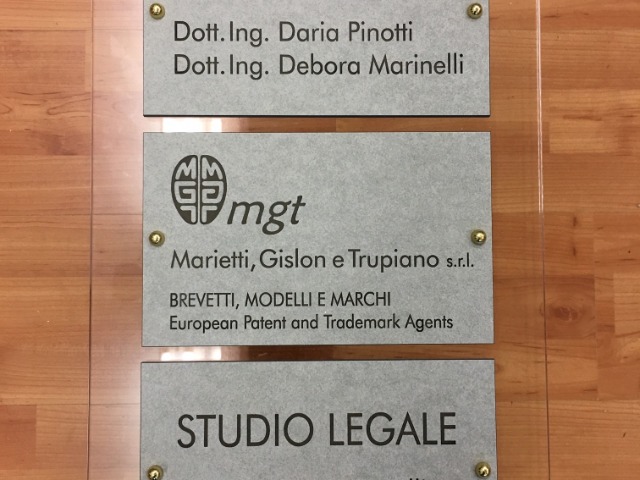 Dott.Ing. Daria Pinotti
Dott.Ing. Debora Marinelli
mgt
Marietti, Gislon e Trupiano s.r.l.
BREVETTI, MODELLI E MARCHI
European Patent and Trademark Agents
STUDIO LEGALE